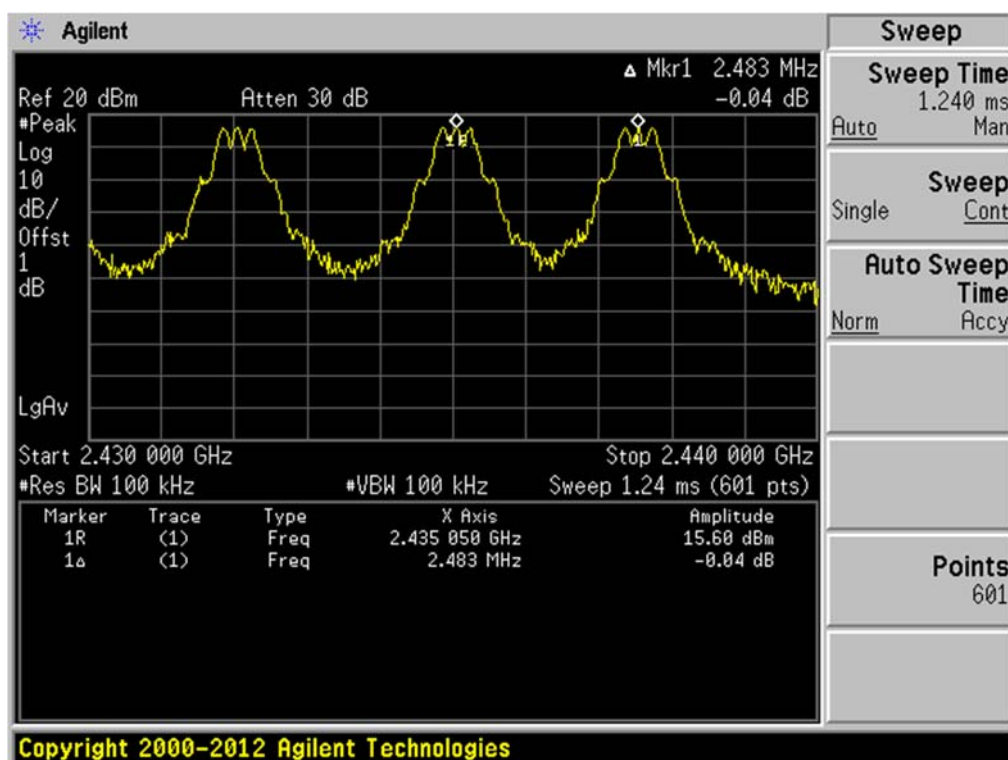 Agilent
Sweep
Δ Mkr1 2.483 MHz
Ref 20 dBm Atten 30 dB -0.04 dB
#Peak
Log
10
dB/
Offst
1
dB
LgAv
1R
1
Start 2.430 000 GHz Stop 2.440 000 GHz
#Res BW 100 kHz #VBW 100 kHz Sweep 1.24 ms (601 pts)
Marker Trace Type X Axis Amplitude
1R (1) Freq 2.435 050 GHz 15.60 dBm
1Δ (1) Freq 2.483 MHz -0.04 dB
Sweep Time
1.240 ms
Auto Man
Sweep
Single Cont
Auto Sweep
Time
Norm Accy
Points
601
Copyright 2000-2012 Agilent Technologies